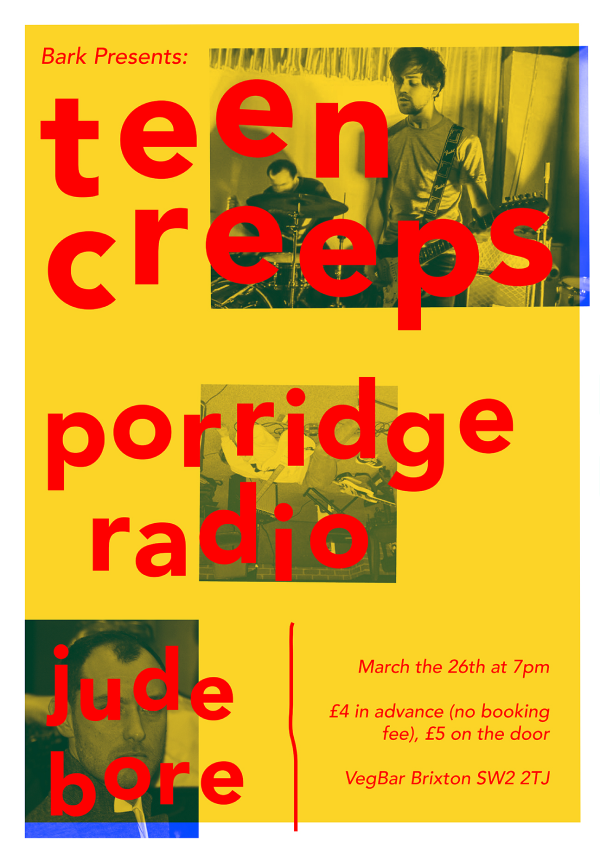 Bark Presents:
teen
creeps
porridge
radio
jude
bore
March the 26th at 7pm
£4 in advance (no booking
fee), £5 on the door
VegBar Brixton SW2 2TJ